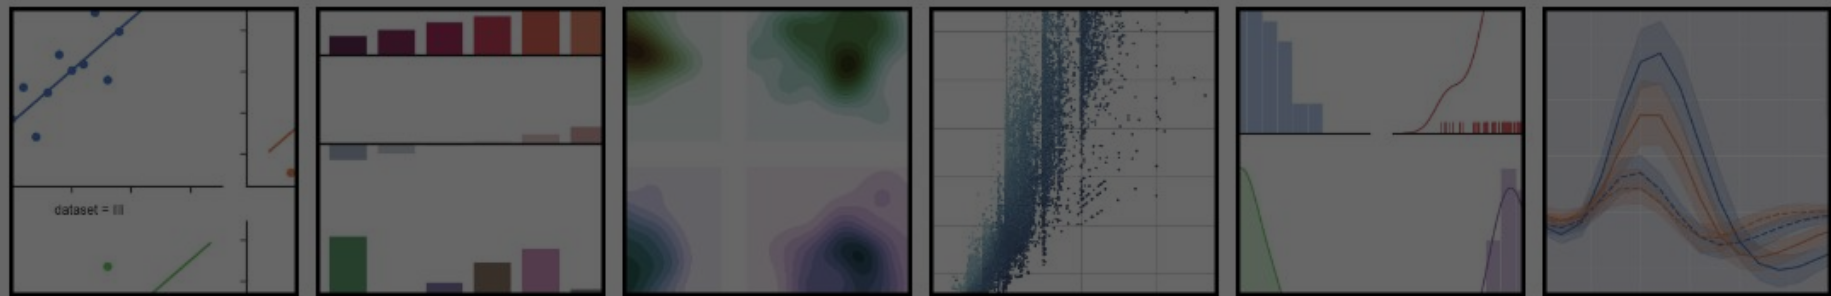 dataset = III